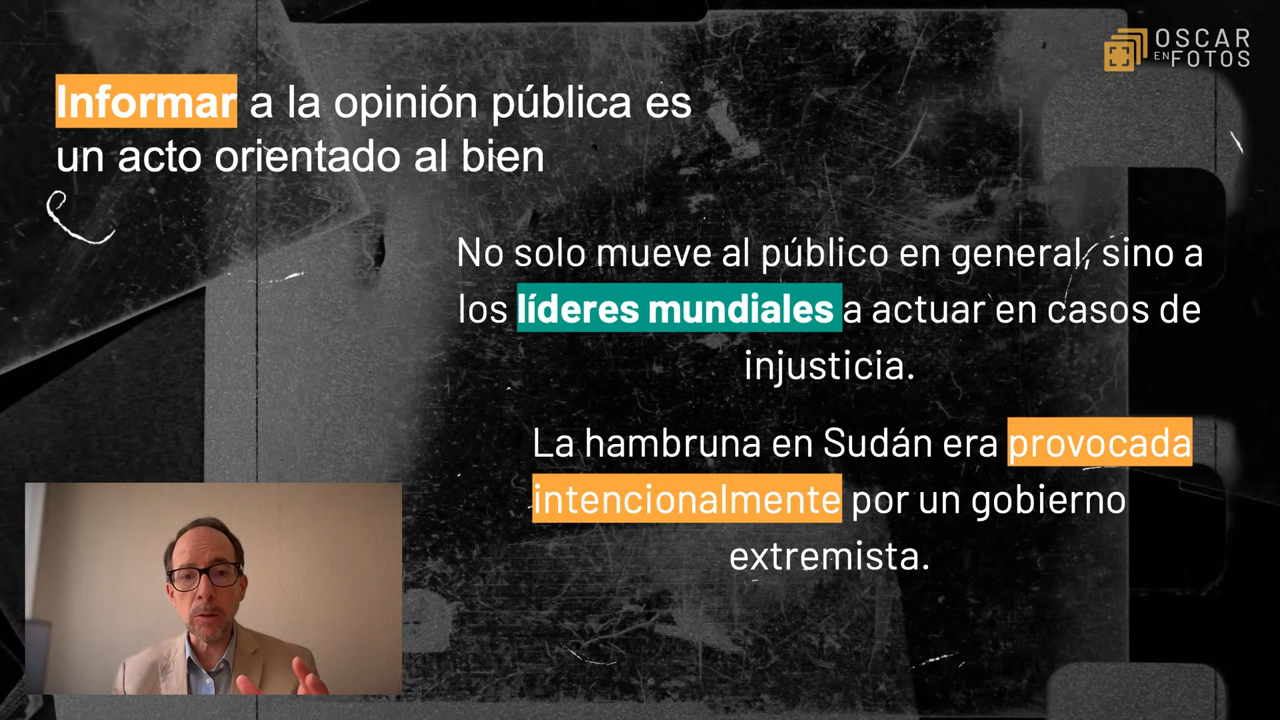 OSCAR
EN FOTOS
Informar a la opinión pública es
un acto orientado al bien
No solo mueve al público en general, sino a
los líderes mundiales a actuar en casos de
injusticia.
La hambruna en Sudán era provocada
intencionalmente por un gobierno
extremista.